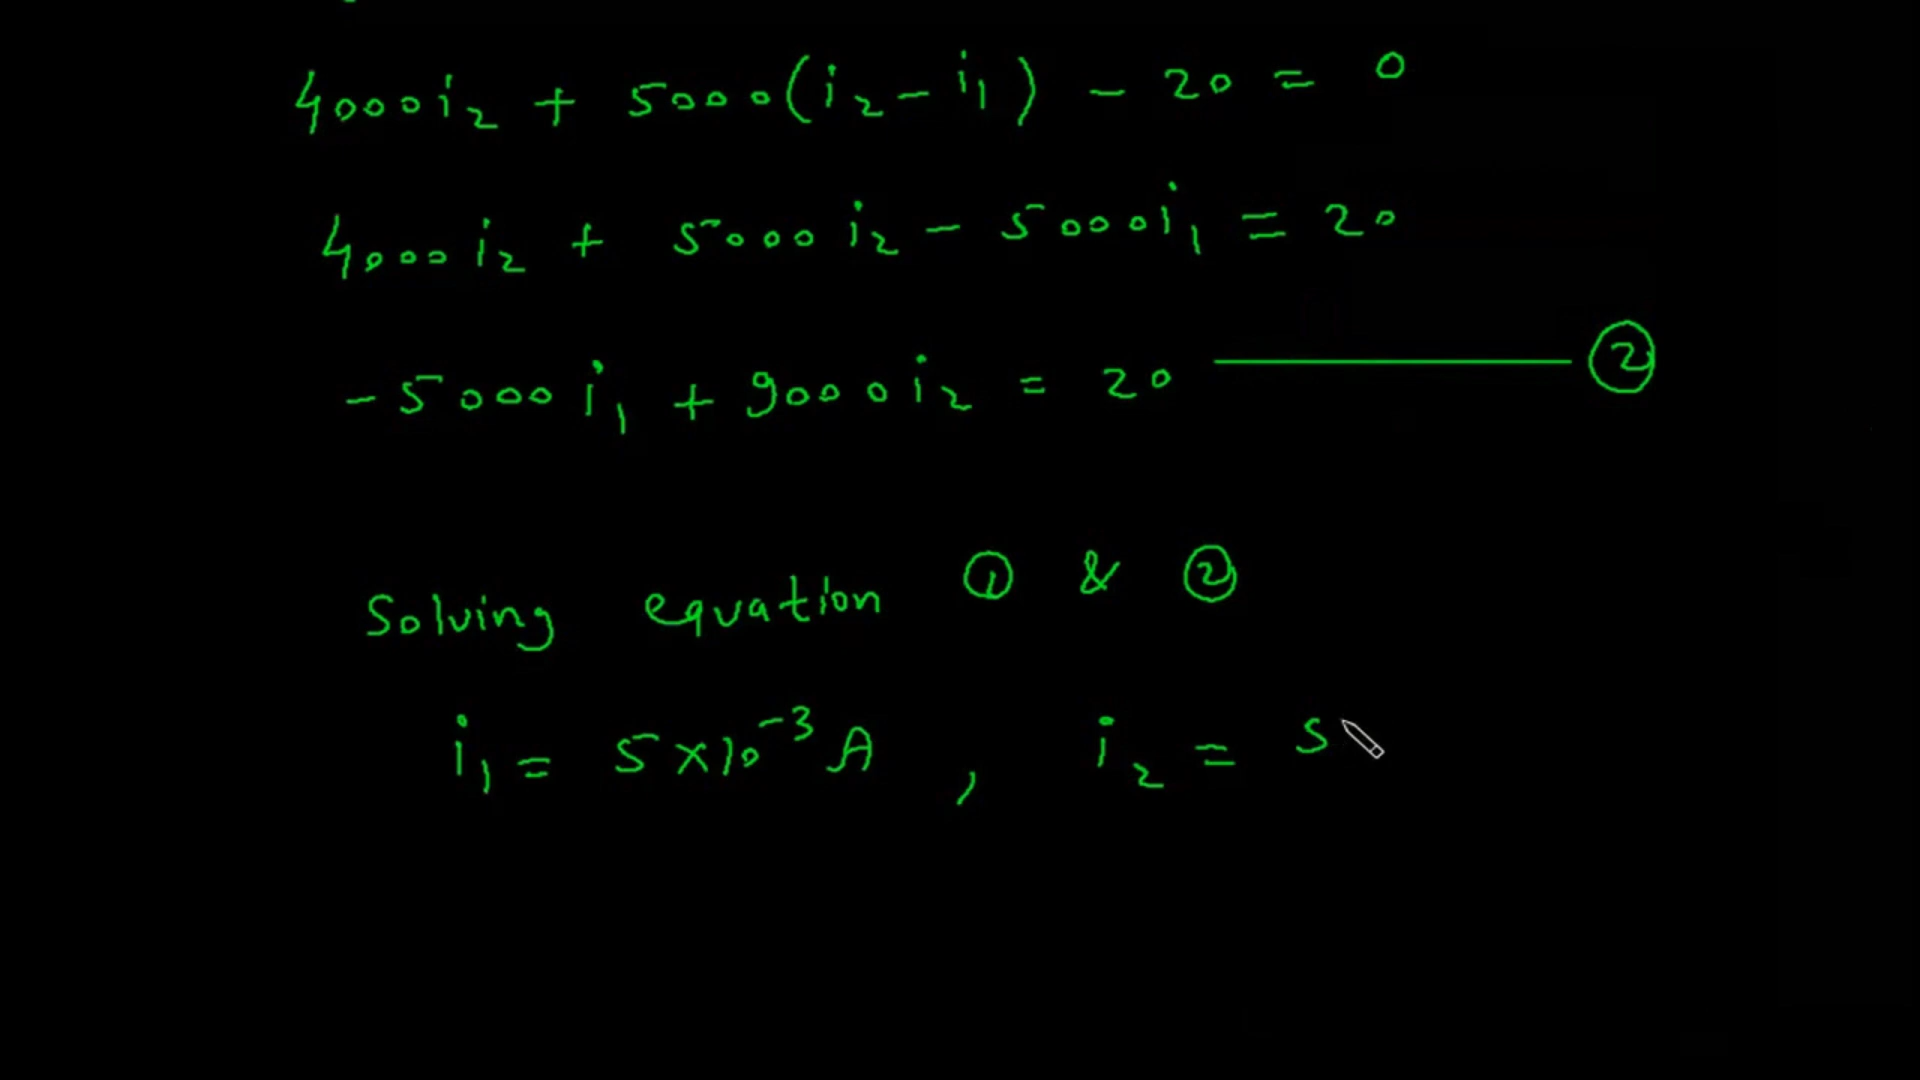 4000i₂ + 5000(i₂ - i₁) - 20 = 0
4000i₂ + 5000i₂ - 5000i₁ = 20
-5000i₁ + 9000i₂ = 20 ——— ②
Solving equation ① & ②
i₁ = 5×10⁻³A , i₂ = 5